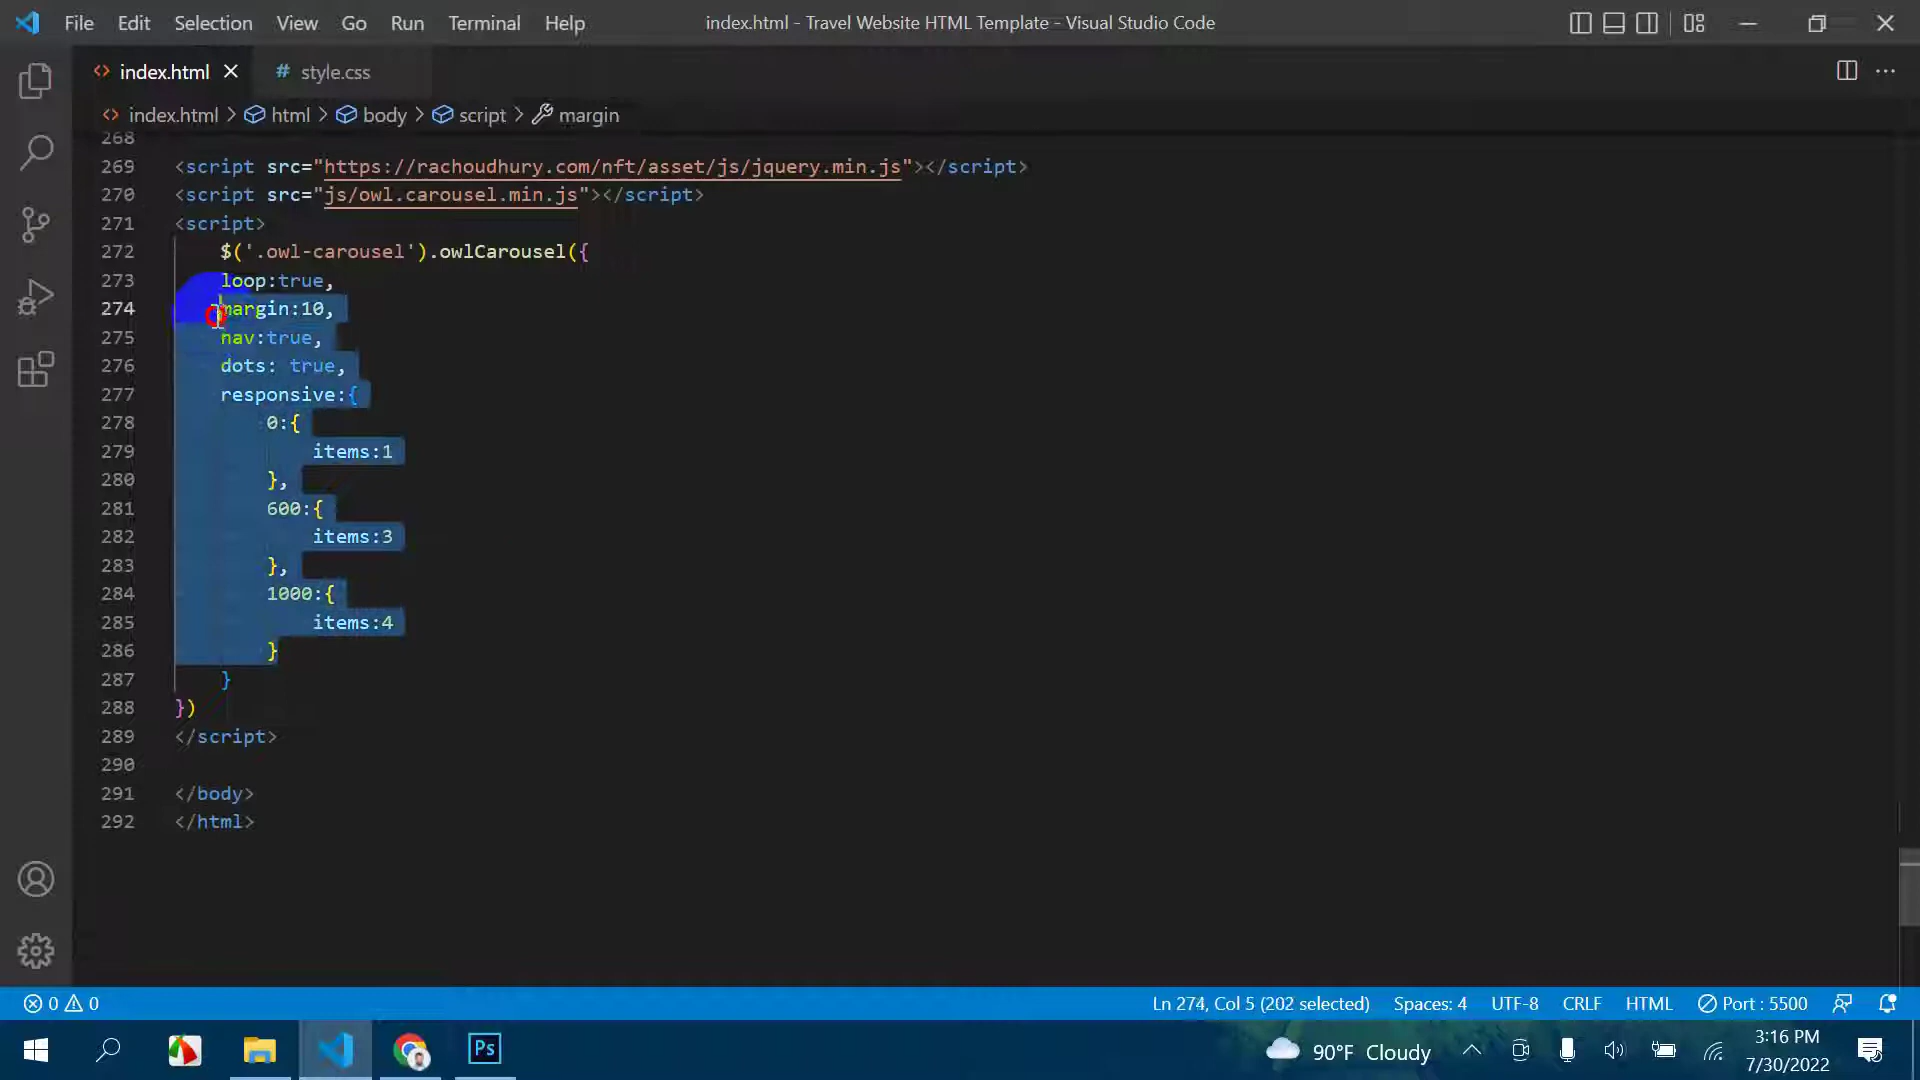 File Edit Selection View Go Run Terminal Help
index.html - Travel Website HTML Template - Visual Studio Code
<> index.html × # style.css
<> index.html > html > body > script > margin
268
269 <script src="https://rachoudhury.com/nft/asset/js/jquery.min.js"></script>
270 <script src="js/owl.carousel.min.js"></script>
271 <script>
272 $('.owl-carousel').owlCarousel({
273 loop:true,
274 margin:10,
275 nav:true,
276 dots: true,
277 responsive:{
278 0:{
279 items:1
280 },
281 600:{
282 items:3
283 },
284 1000:{
285 items:4
286 }
287 }
288 })
289 </script>
290
291 </body>
292 </html>
0 0 Ln 274, Col 5 (202 selected) Spaces: 4 UTF-8 CRLF HTML Port : 5500
Ps
90°F Cloudy
3:16 PM
7/30/2022